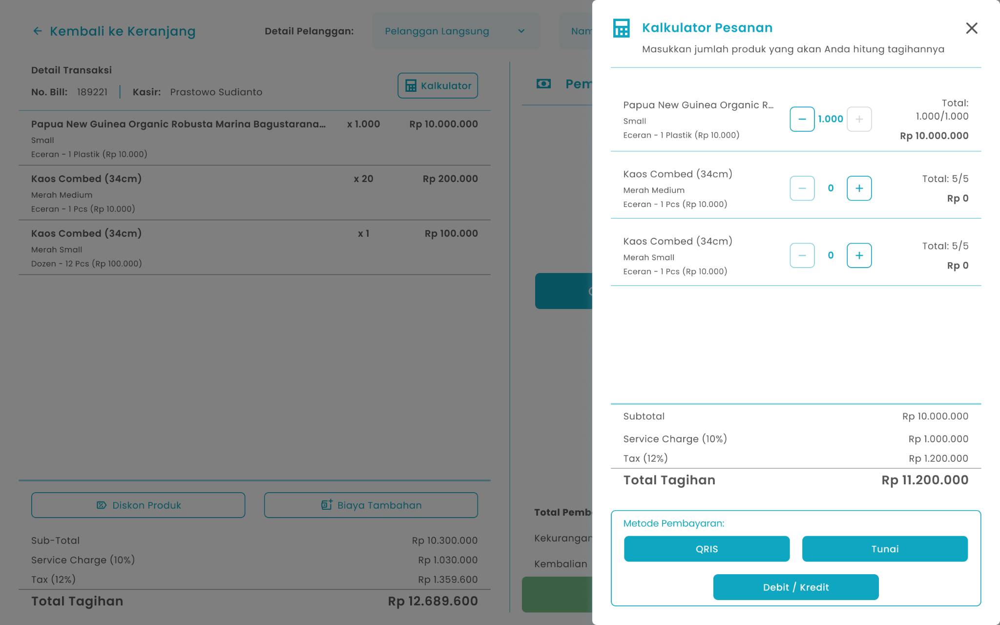 Kembali ke Keranjang
Detail Pelanggan:
Pelanggan Langsung
Detail Transaksi
No. Bill: 189221
Kasir: Prastowo Sudianto
Kalkulator
Papua New Guinea Organic Robusta Marina Bagustarana... x 1.000 Rp 10.000.000
Small
Eceran - 1 Plastik (Rp 10.000)
Kaos Combed (34cm) x 20 Rp 200.000
Merah Medium
Eceran - 1 Pcs (Rp 10.000)
Kaos Combed (34cm) x 1 Rp 100.000
Merah Small
Dozen - 12 Pcs (Rp 100.000)
Diskon Produk
Biaya Tambahan
Sub-Total Rp 10.300.000
Service Charge (10%) Rp 1.030.000
Tax (12%) Rp 1.359.600
Total Tagihan Rp 12.689.600
Kekurangan
Kembalian
Kalkulator Pesanan
Masukkan jumlah produk yang akan Anda hitung tagihannya
Papua New Guinea Organic R...
Small
Eceran - 1 Plastik (Rp 10.000)
− 1.000 +
Total:
1.000/1.000
Rp 10.000.000
Kaos Combed (34cm)
Merah Medium
Eceran - 1 Pcs (Rp 10.000)
− 0 +
Total: 5/5
Rp 0
Kaos Combed (34cm)
Merah Small
Eceran - 1 Pcs (Rp 10.000)
− 0 +
Total: 5/5
Rp 0
Subtotal Rp 10.000.000
Service Charge (10%) Rp 1.000.000
Tax (12%) Rp 1.200.000
Total Tagihan Rp 11.200.000
Metode Pembayaran:
QRIS
Tunai
Debit / Kredit